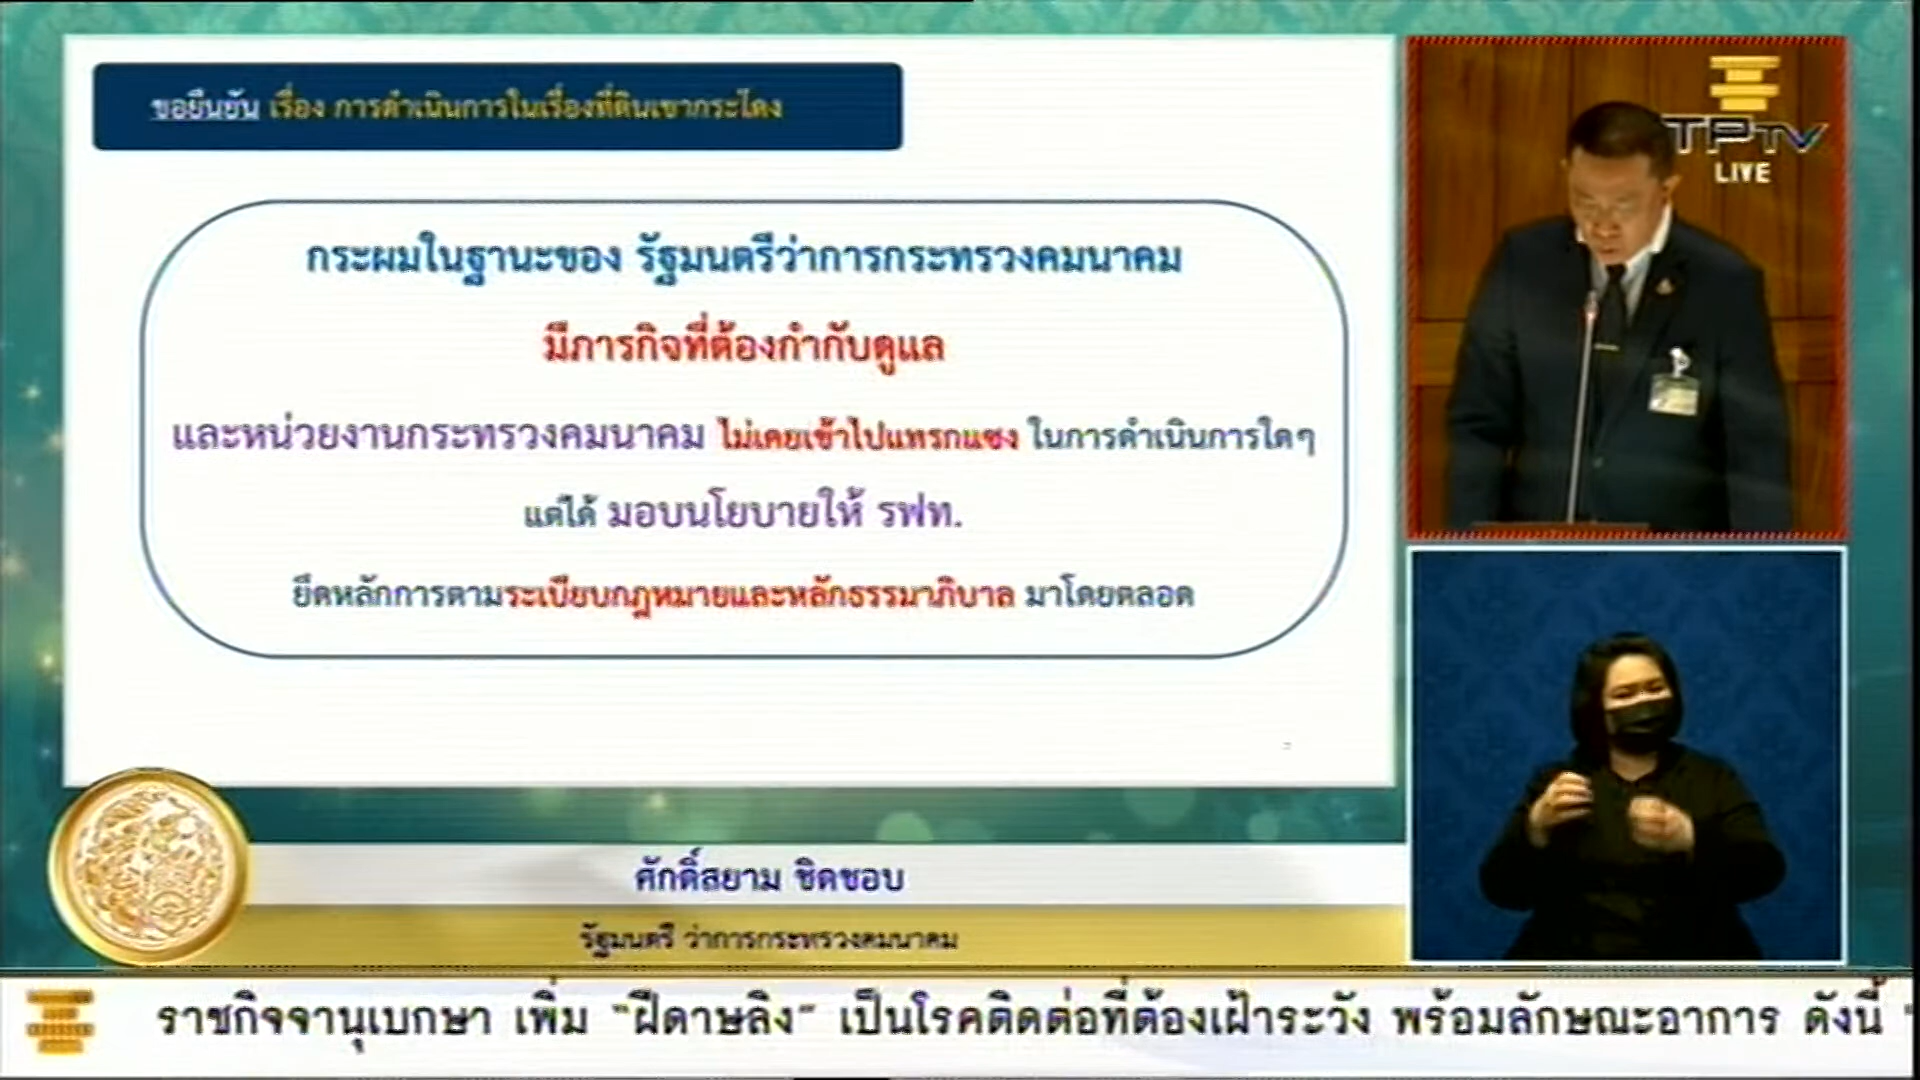 ขอยืนยัน เรื่อง การดำเนินการในเรื่องที่ดินเขากระโดง
กระผมในฐานะของ รัฐมนตรีว่าการกระทรวงคมนาคม
มีภารกิจที่ต้องกำกับดูแล
และหน่วยงานกระทรวงคมนาคม ไม่เคยเข้าไปแทรกแซง ในการดำเนินการใดๆ
แต่ได้ มอบนโยบายให้ รฟท.
ยึดหลักการตามระเบียบกฎหมายและหลักธรรมาภิบาล มาโดยตลอด
TPTV
LIVE
ศักดิ์สยาม ชิดชอบ
รัฐมนตรี ว่าการกระทรวงคมนาคม
ราชกิจจานุเบกษา เพิ่ม "ฝีดาษลิง" เป็นโรคติดต่อที่ต้องเฝ้าระวัง พร้อมลักษณะอาการ ดังนี้ "